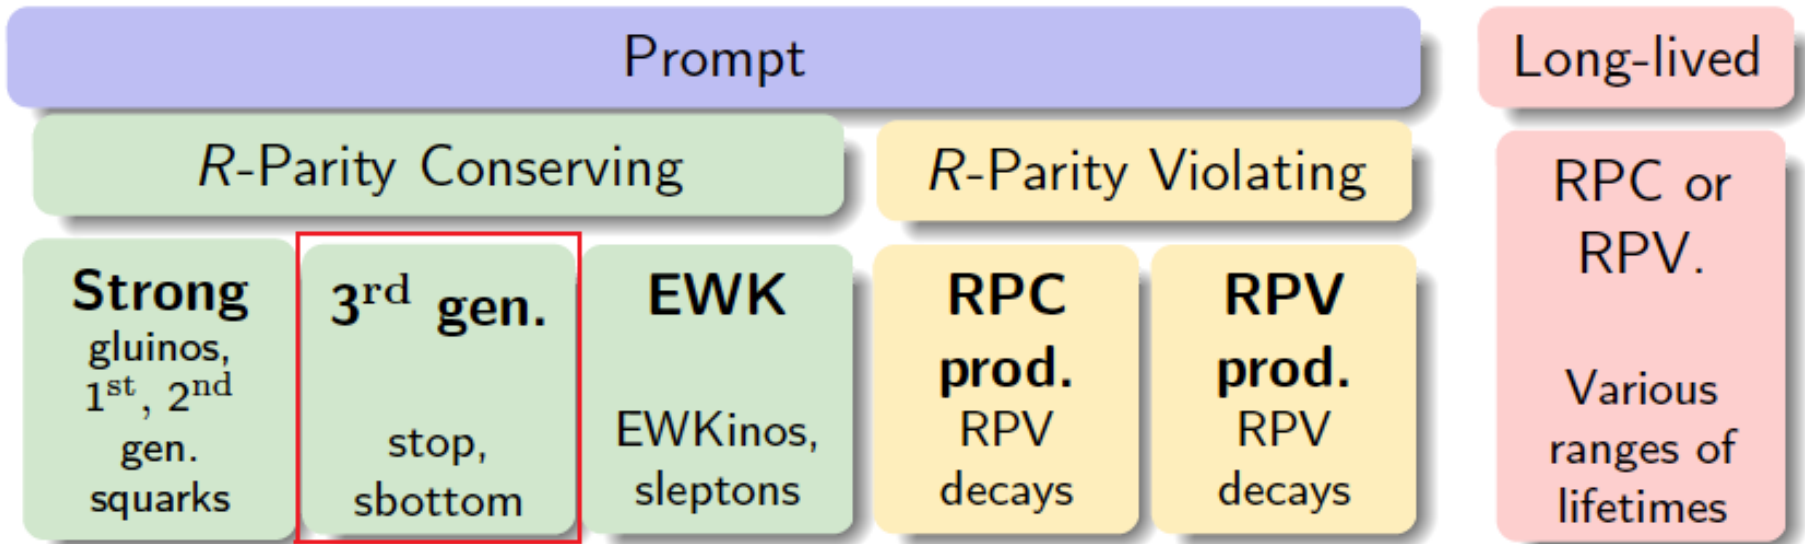 Prompt
Long-lived
R-Parity Conserving
R-Parity Violating
Strong
gluinos,
1st, 2nd
gen.
squarks
3rd gen.
stop,
sbottom
EWK
EWKinos,
sleptons
RPC
prod.
RPV
decays
RPV
prod.
RPV
decays
RPC or
RPV.
Various
ranges of
lifetimes